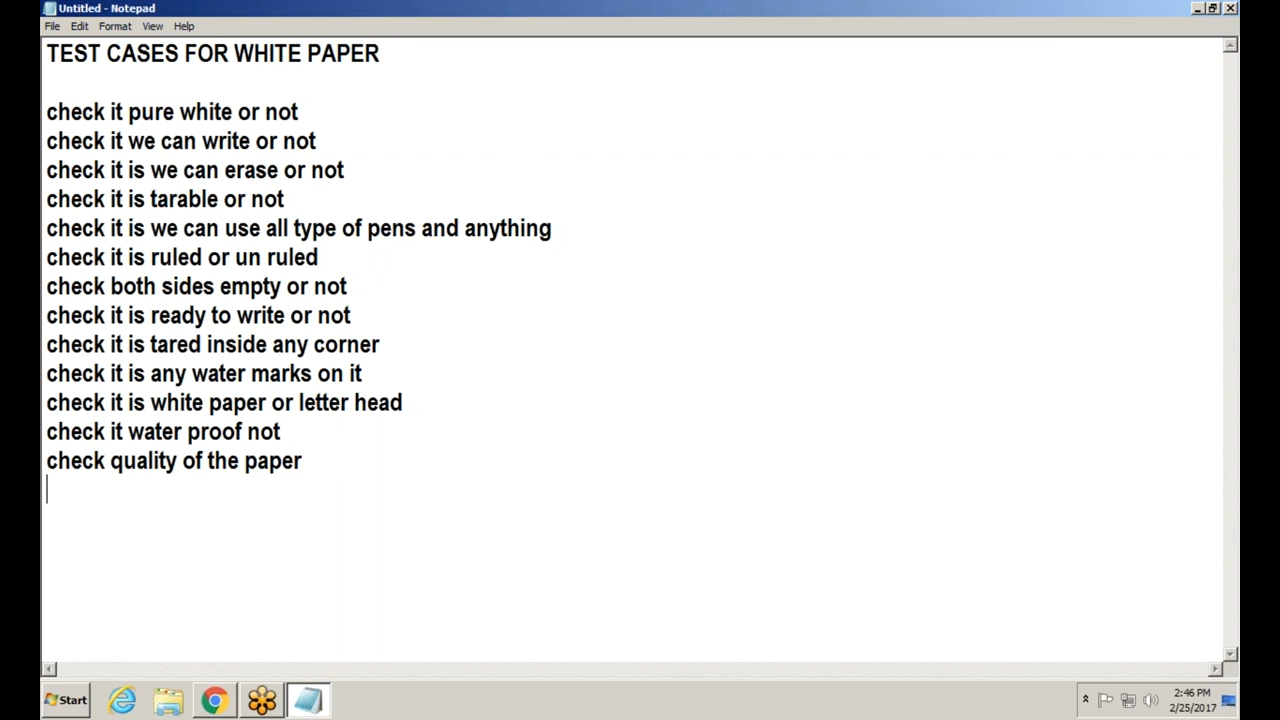 Untitled - Notepad
File Edit Format View Help
TEST CASES FOR WHITE PAPER
check it pure white or not
check it we can write or not
check it is we can erase or not
check it is tarable or not
check it is we can use all type of pens and anything
check it is ruled or un ruled
check both sides empty or not
check it is ready to write or not
check it is tared inside any corner
check it is any water marks on it
check it is white paper or letter head
check it water proof not
check quality of the paper
Start
2:46 PM
2/25/2017